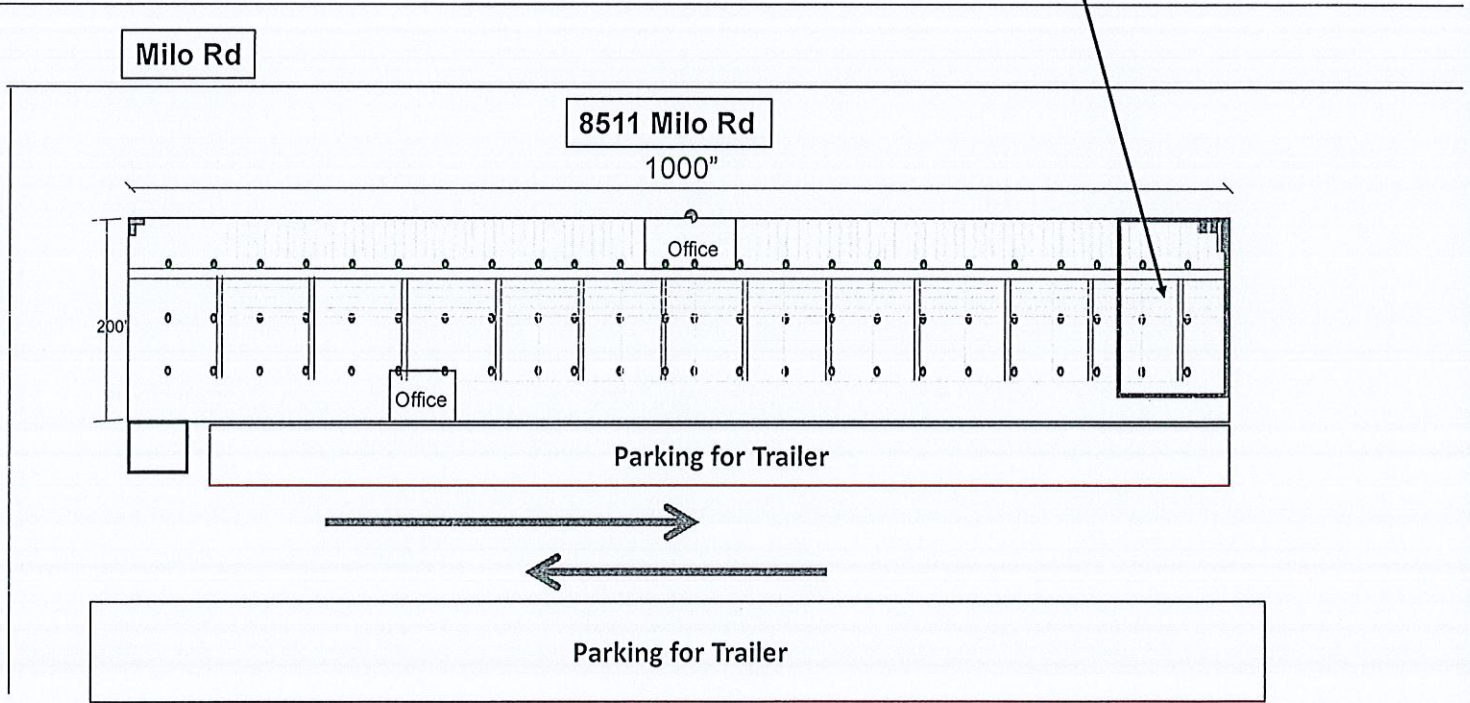 Milo Rd
8511 Milo Rd
1000"
Office
200'
Office
Parking for Trailer
Parking for Trailer